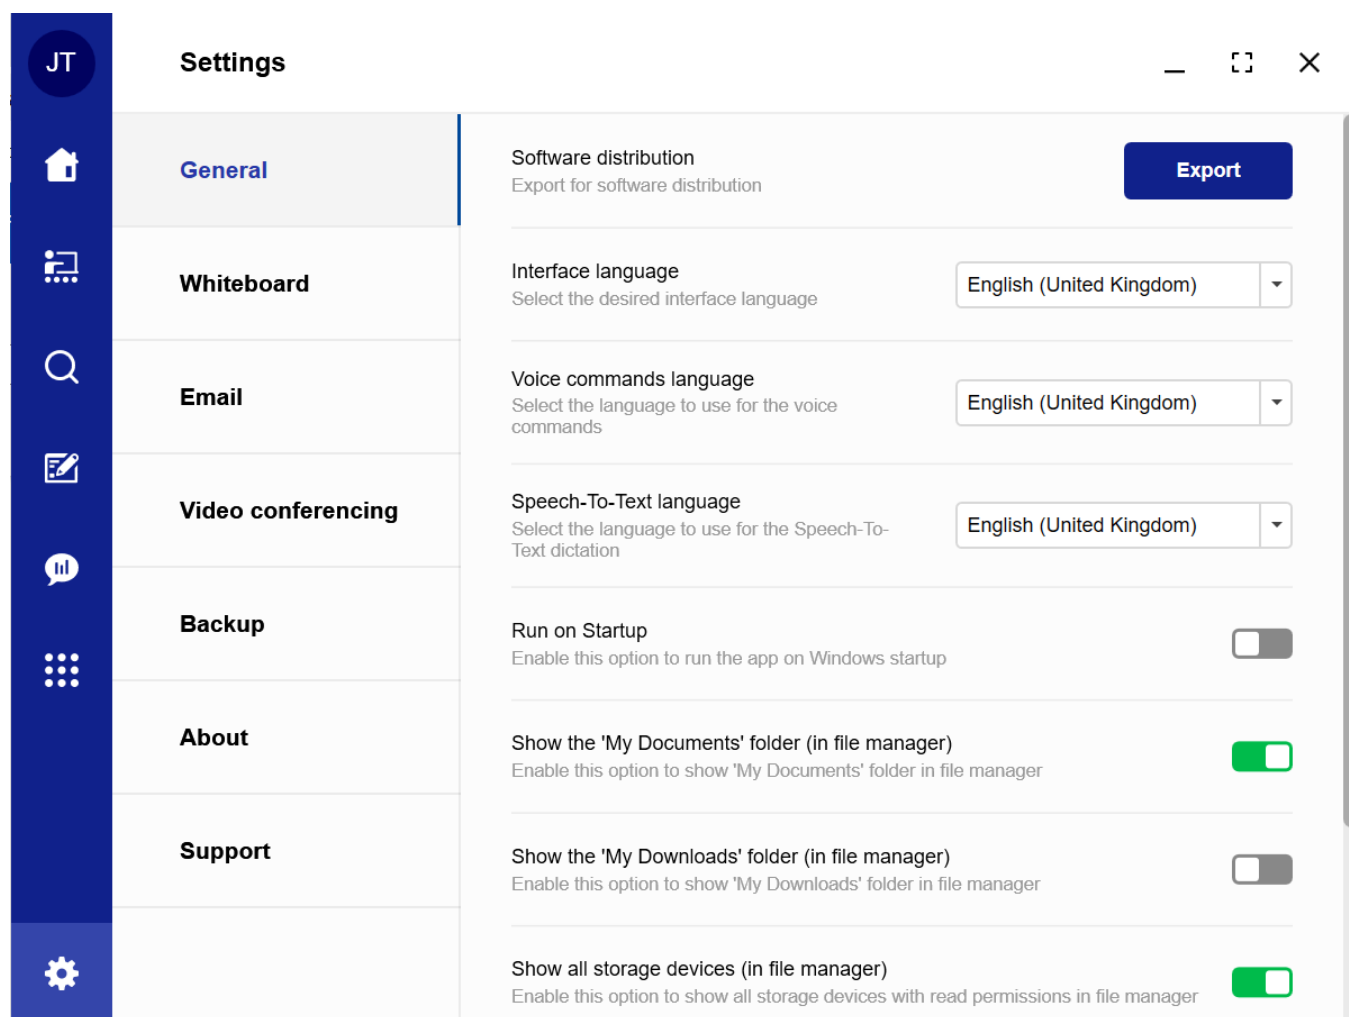 JT
Settings
General
Whiteboard
Email
Video conferencing
Backup
About
Support
Software distribution
Export for software distribution
Export
Interface language
Select the desired interface language
English (United Kingdom)
Voice commands language
Select the language to use for the voice
commands
English (United Kingdom)
Speech-To-Text language
Select the language to use for the Speech-To-
Text dictation
English (United Kingdom)
Run on Startup
Enable this option to run the app on Windows startup
Show the 'My Documents' folder (in file manager)
Enable this option to show 'My Documents' folder in file manager
Show the 'My Downloads' folder (in file manager)
Enable this option to show 'My Downloads' folder in file manager
Show all storage devices (in file manager)
Enable this option to show all storage devices with read permissions in file manager